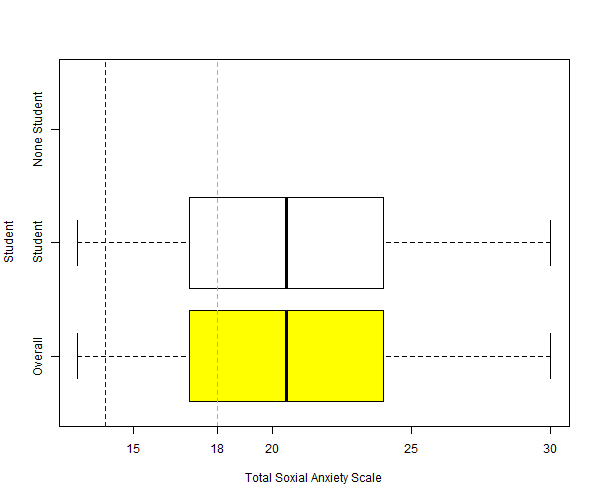 None Student
Student
Student
Overall
15
18
20
25
30
Total Soxial Anxiety Scale